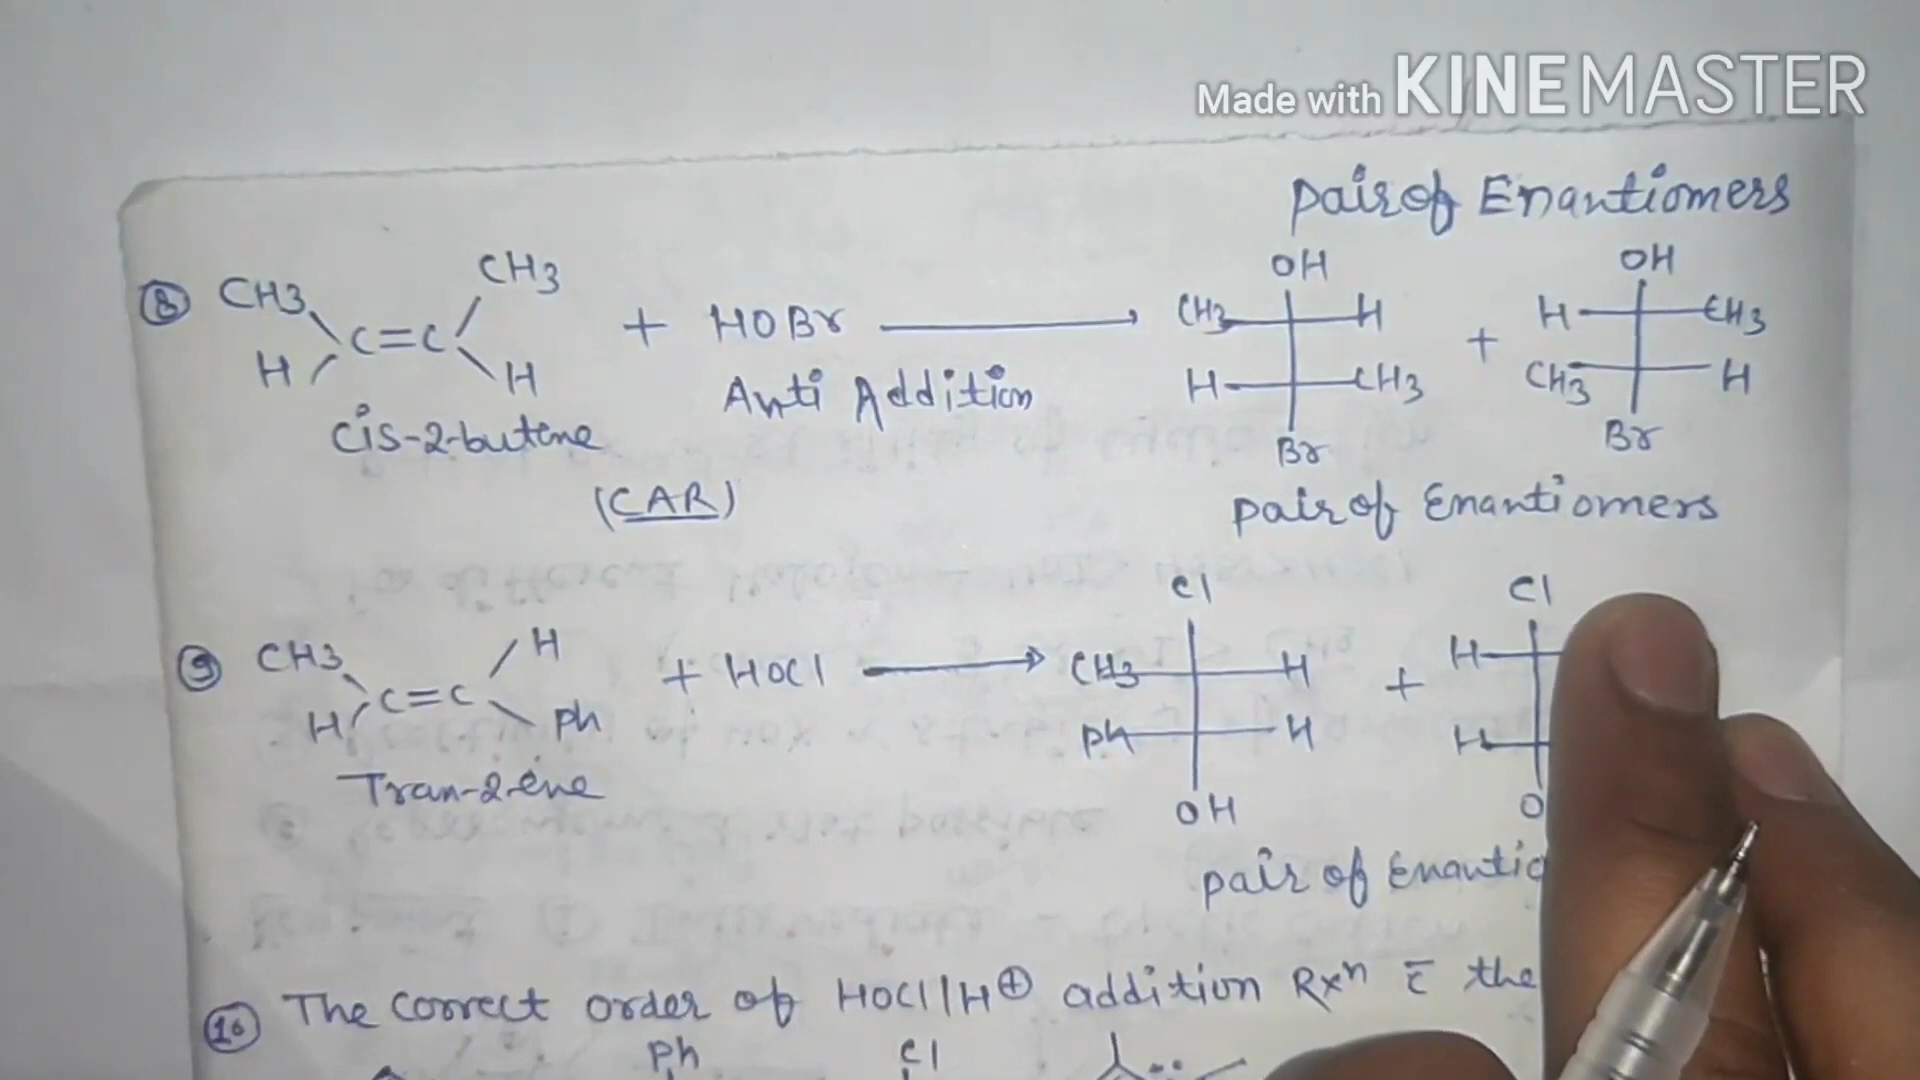 Made with KINEMASTER
pair of Enantiomers
⑧ CH3 CH3 C=C H H + HOBr OH CH3 H H CH3 Br + OH H CH3 CH3 H Br
Anti Addition
cis-2-butene
(CAR)
pair of Enantiomers
⑨ CH3 H C=C H Ph + HOCl → Cl CH3 H Ph H OH + Cl H H O
Tran-2-ene
pair of Enantio
⑩ The correct order of HOCl/H⊕ addition Rxⁿ c̄ the
Ph Cl